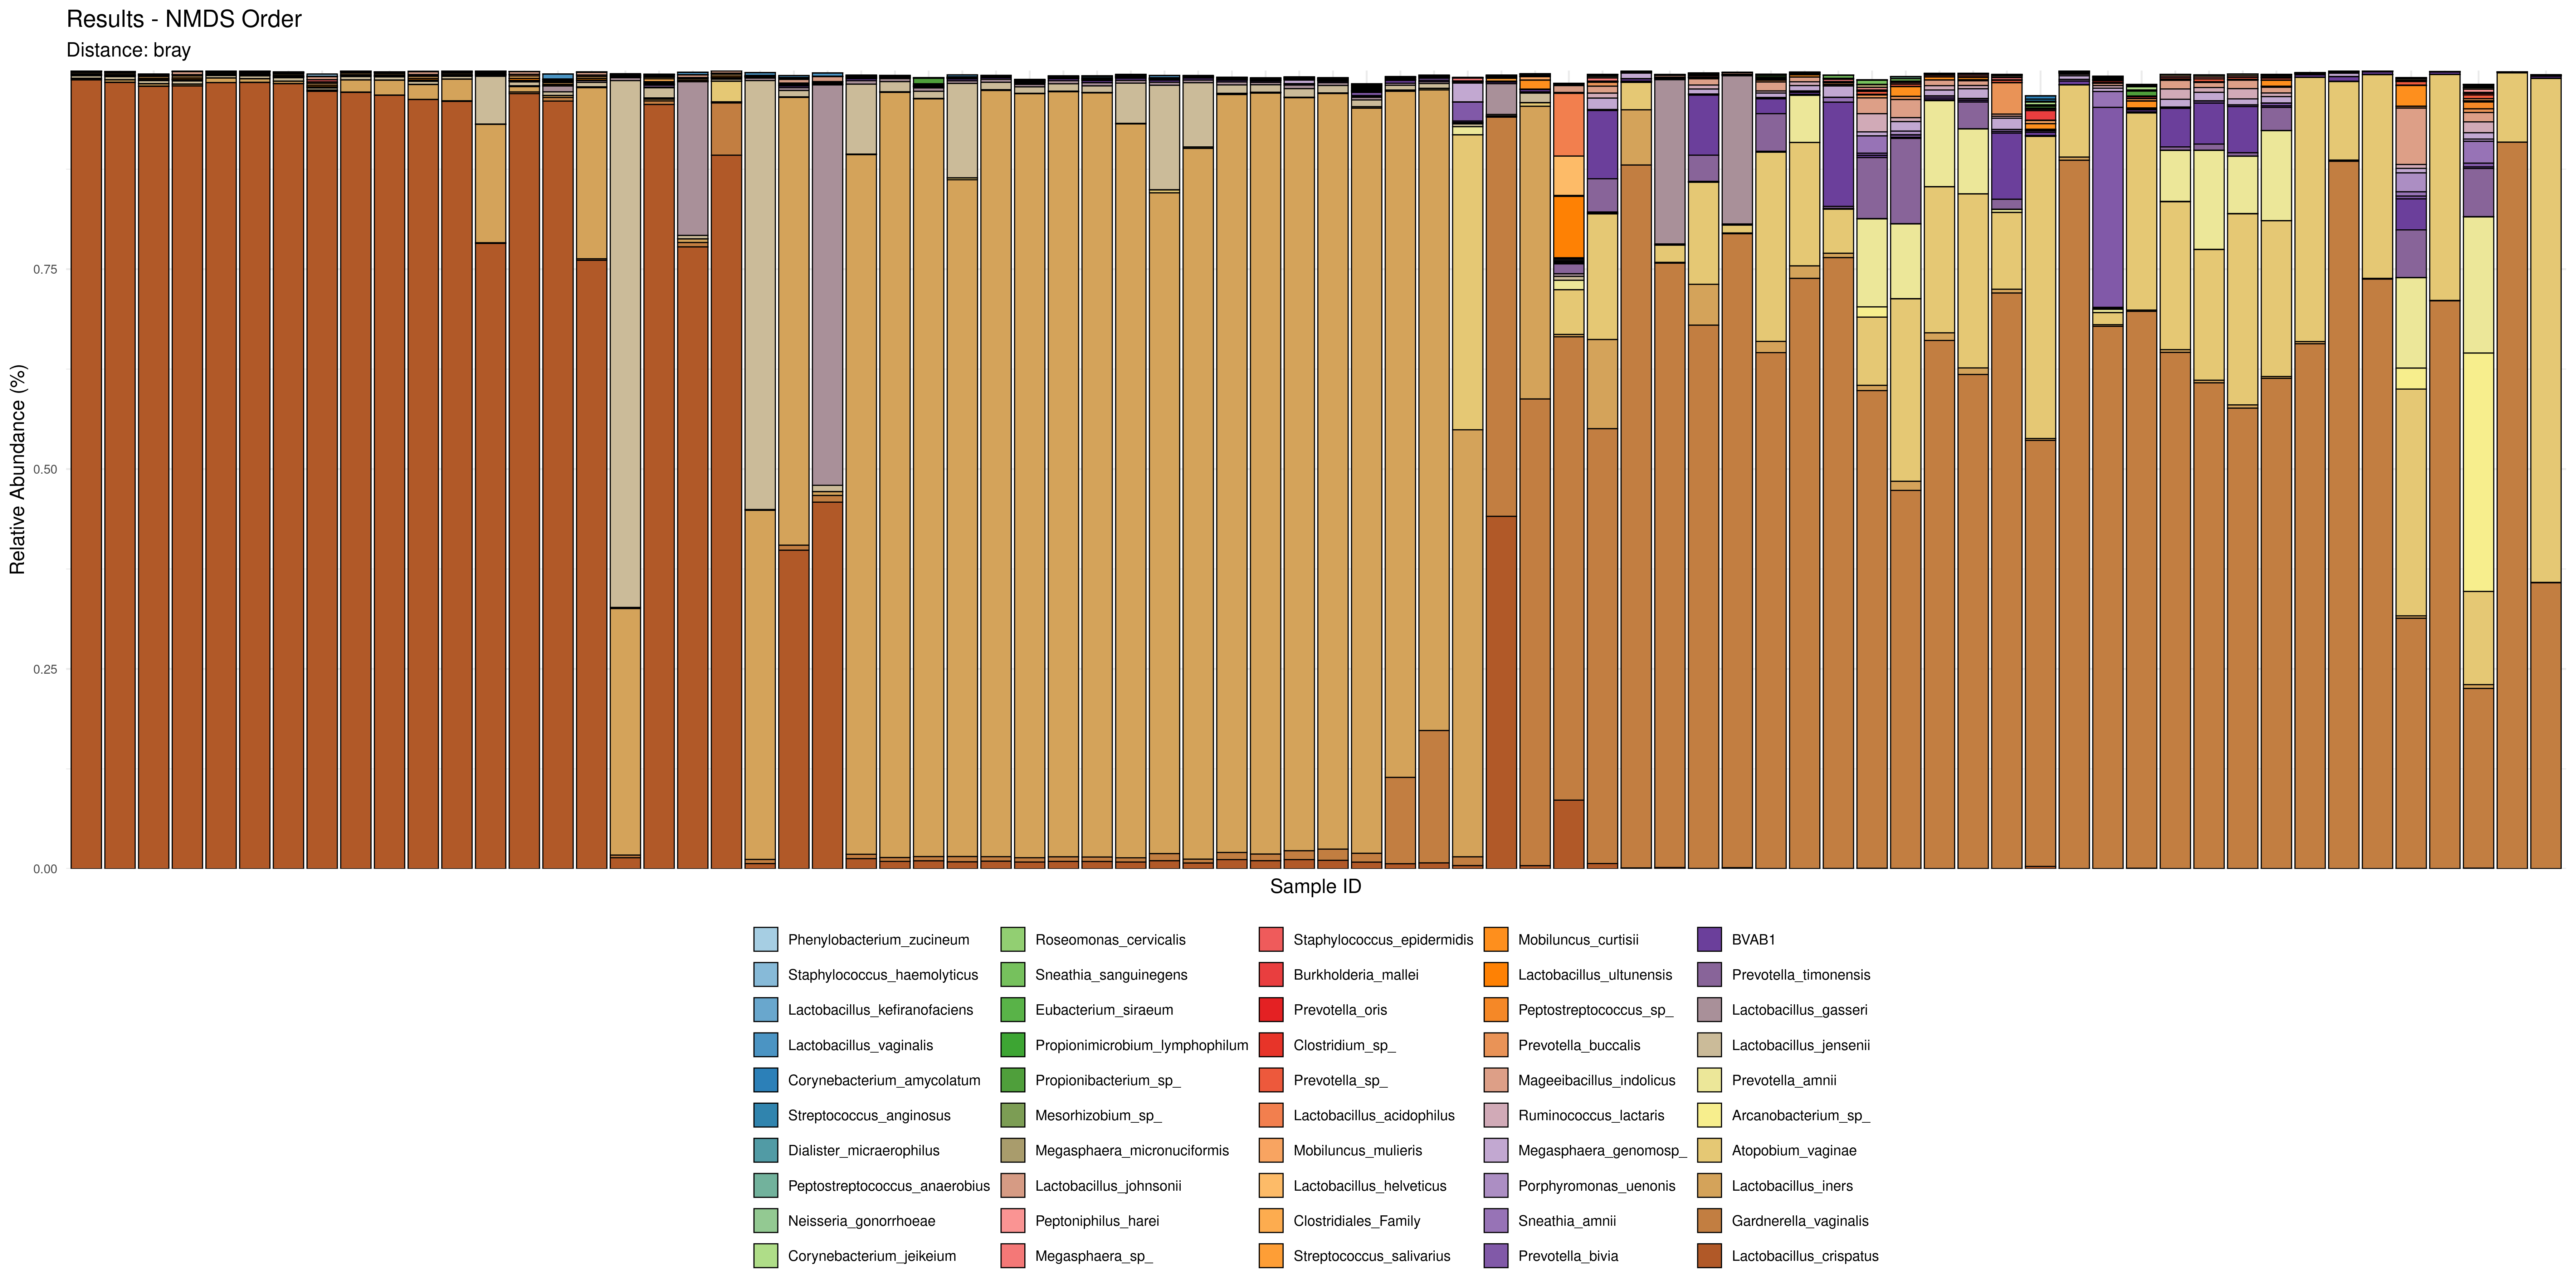 Results - NMDS Order
Distance: bray
Relative Abundance (%)
0.75
0.50
0.25
0.00
Sample ID
Phenylobacterium_zucineum
Roseomonas_cervicalis
Staphylococcus_epidermidis
Mobiluncus_curtisii
BVAB1
Staphylococcus_haemolyticus
Sneathia_sanguinegens
Burkholderia_mallei
Lactobacillus_ultunensis
Prevotella_timonensis
Lactobacillus_kefiranofaciens
Eubacterium_siraeum
Prevotella_oris
Peptostreptococcus_sp_
Lactobacillus_gasseri
Lactobacillus_vaginalis
Propionimicrobium_lymphophilum
Clostridium_sp_
Prevotella_buccalis
Lactobacillus_jensenii
Corynebacterium_amycolatum
Propionibacterium_sp_
Prevotella_sp_
Mageeibacillus_indolicus
Prevotella_amnii
Streptococcus_anginosus
Mesorhizobium_sp_
Lactobacillus_acidophilus
Ruminococcus_lactaris
Arcanobacterium_sp_
Dialister_micraerophilus
Megasphaera_micronuciformis
Mobiluncus_mulieris
Megasphaera_genomosp_
Atopobium_vaginae
Peptostreptococcus_anaerobius
Lactobacillus_johnsonii
Lactobacillus_helveticus
Porphyromonas_uenonis
Lactobacillus_iners
Neisseria_gonorrhoeae
Peptoniphilus_harei
Clostridiales_Family
Sneathia_amnii
Gardnerella_vaginalis
Corynebacterium_jeikeium
Megasphaera_sp_
Streptococcus_salivarius
Prevotella_bivia
Lactobacillus_crispatus